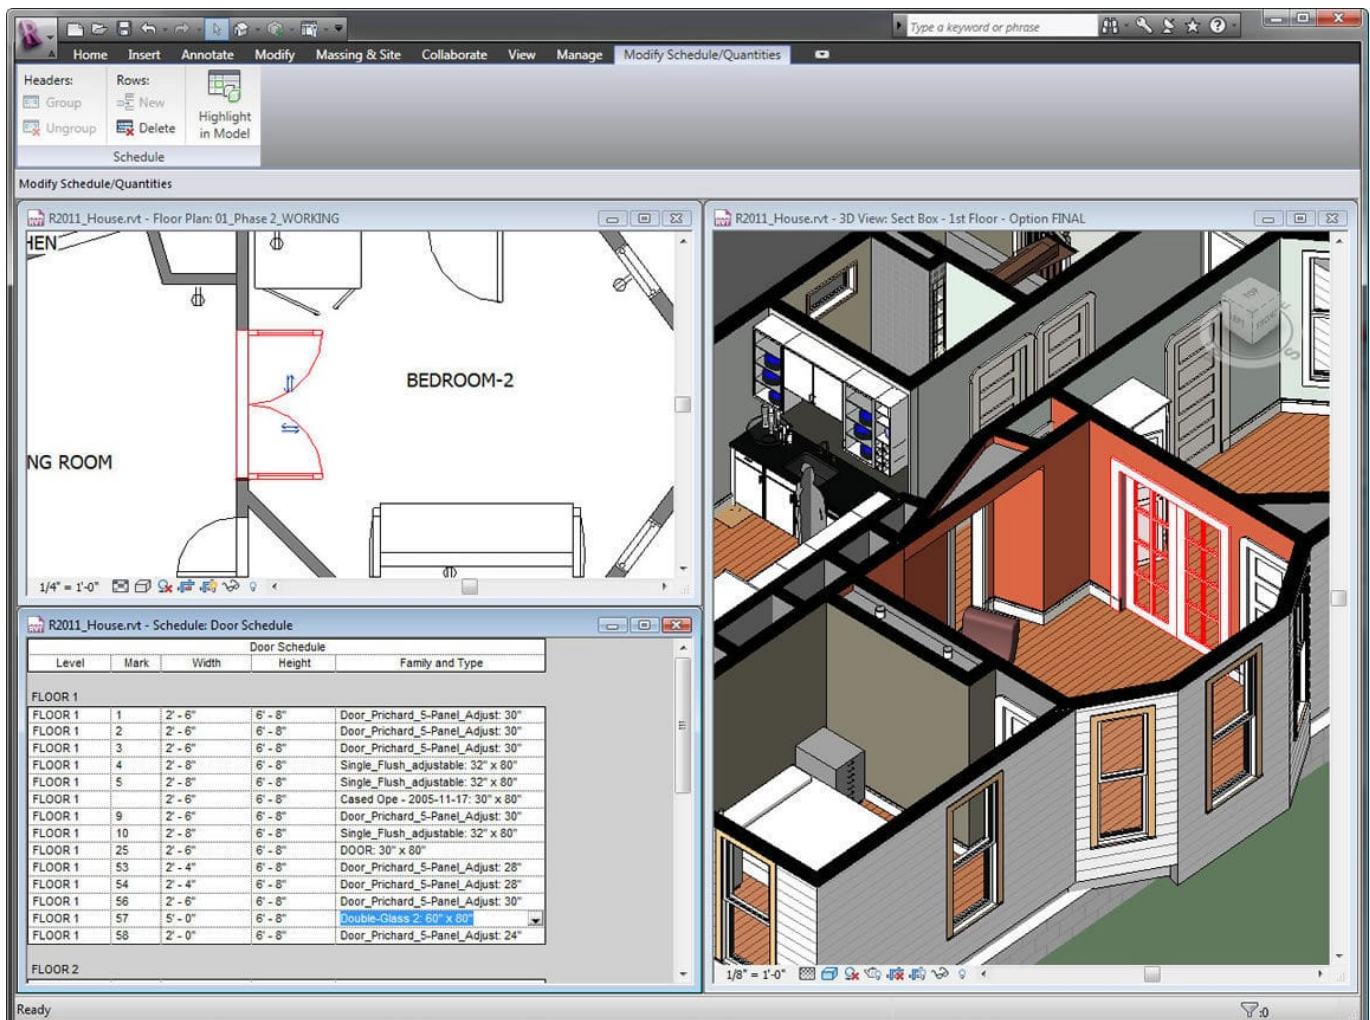 Type a keyword or phrase
Home Insert Annotate Modify Massing & Site Collaborate View Manage Modify Schedule/Quantities
Headers: Rows:
Group New
Ungroup Delete
Highlight
in Model
Schedule
Modify Schedule/Quantities
R2011_House.rvt - Floor Plan: 01_Phase 2_WORKING
HEN
BEDROOM-2
NG ROOM
1/4" = 1'-0"
R2011_House.rvt - 3D View: Sect Box - 1st Floor - Option FINAL
TOP
S
1/8" = 1'-0"
R2011_House.rvt - Schedule: Door Schedule
Door Schedule
Level Mark Width Height Family and Type
FLOOR 1
FLOOR 1 1 2' - 6" 6' - 8" Door_Prichard_5-Panel_Adjust: 30"
FLOOR 1 2 2' - 6" 6' - 8" Door_Prichard_5-Panel_Adjust: 30"
FLOOR 1 3 2' - 6" 6' - 8" Door_Prichard_5-Panel_Adjust: 30"
FLOOR 1 4 2' - 8" 6' - 8" Single_Flush_adjustable: 32" x 80"
FLOOR 1 5 2' - 8" 6' - 8" Single_Flush_adjustable: 32" x 80"
FLOOR 1 2' - 6" 6' - 8" Cased Ope - 2005-11-17: 30" x 80"
FLOOR 1 9 2' - 6" 6' - 8" Door_Prichard_5-Panel_Adjust: 30"
FLOOR 1 10 2' - 8" 6' - 8" Single_Flush_adjustable: 32" x 80"
FLOOR 1 25 2' - 6" 6' - 8" DOOR: 30" x 80"
FLOOR 1 53 2' - 4" 6' - 8" Door_Prichard_5-Panel_Adjust: 28"
FLOOR 1 54 2' - 4" 6' - 8" Door_Prichard_5-Panel_Adjust: 28"
FLOOR 1 56 2' - 6" 6' - 8" Door_Prichard_5-Panel_Adjust: 30"
FLOOR 1 57 5' - 0" 6' - 8" Double-Glass 2: 60" x 80"
FLOOR 1 58 2' - 0" 6' - 8" Door_Prichard_5-Panel_Adjust: 24"
FLOOR 2
Ready
:0